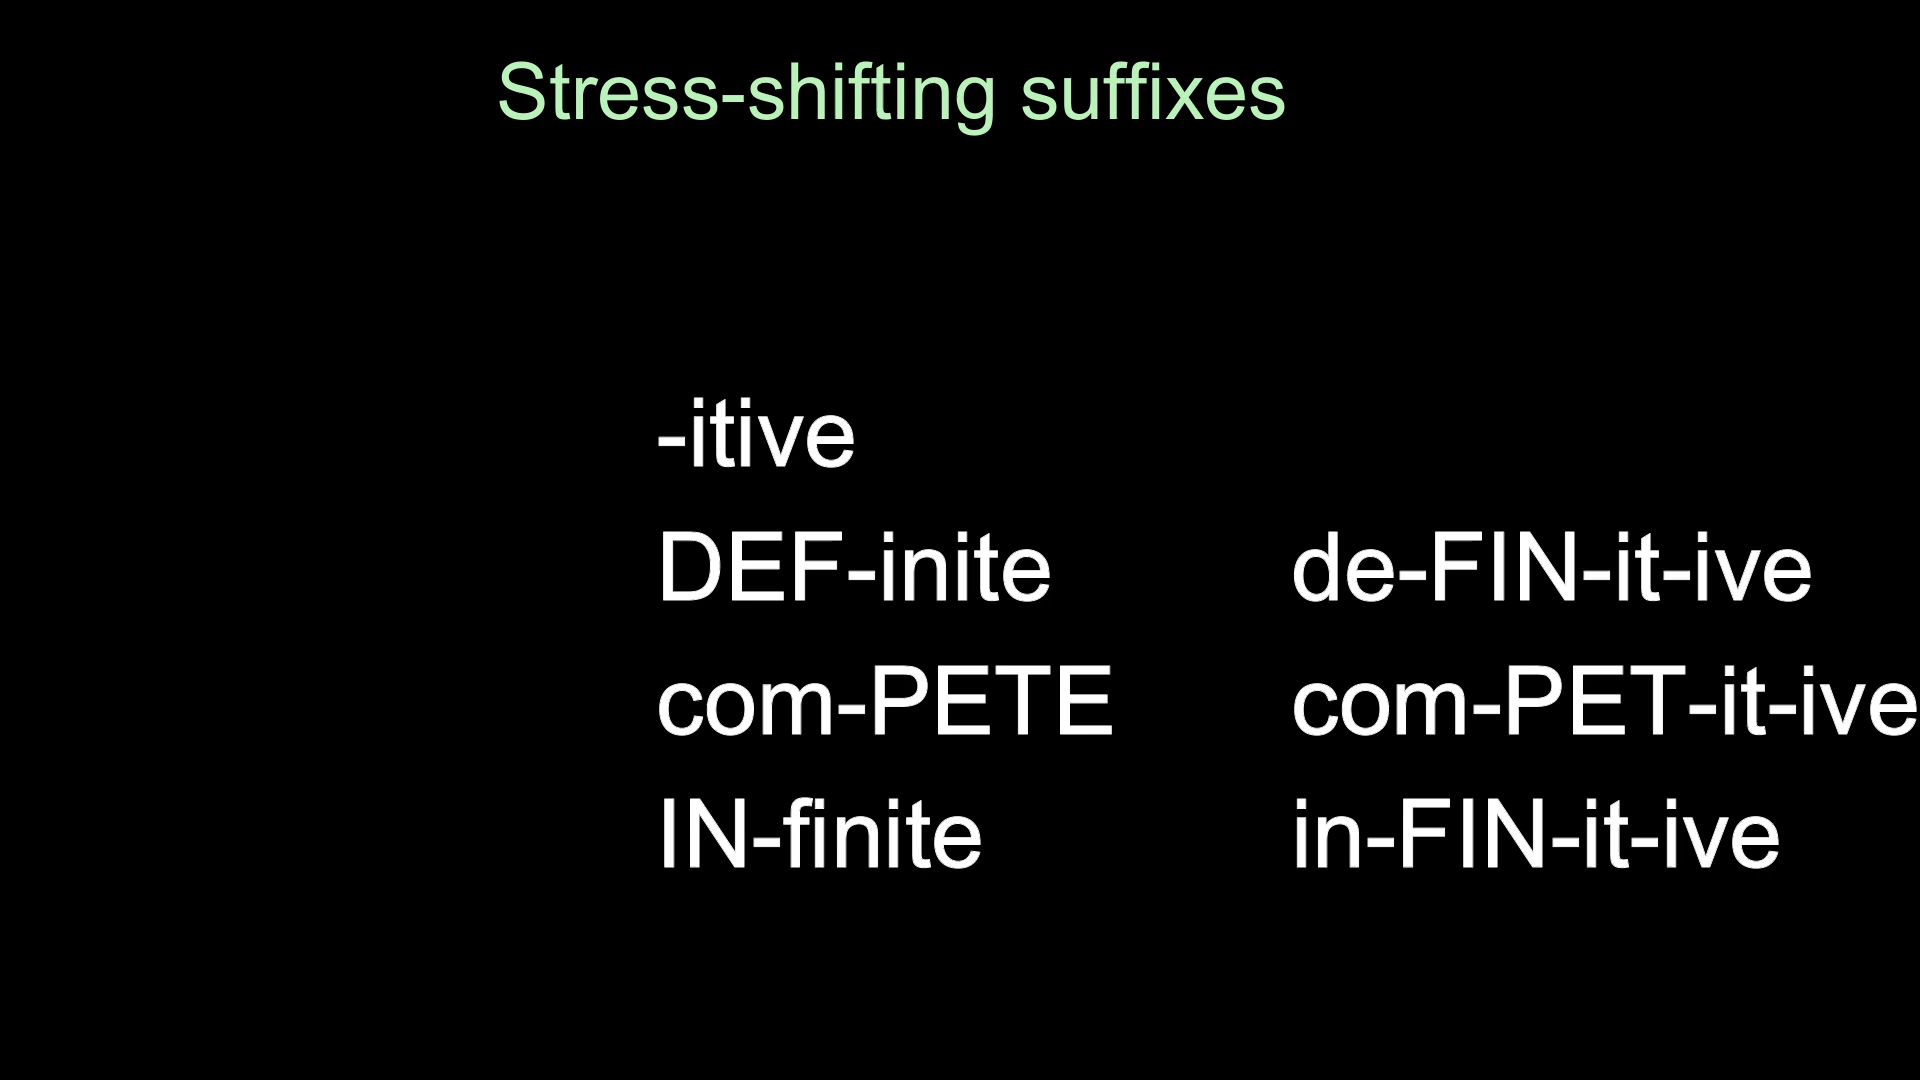 Stress-shifting suffixes
-itive
DEF-inite de-FIN-it-ive
com-PETE com-PET-it-ive
IN-finite in-FIN-it-ive